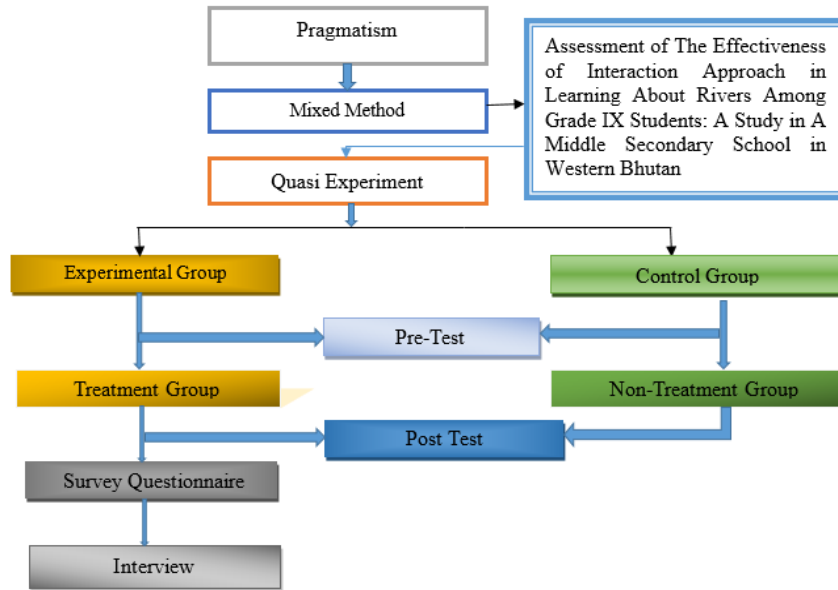 Pragmatism
Mixed Method
Assessment of The Effectiveness
of Interaction Approach in
Learning About Rivers Among
Grade IX Students: A Study in A
Middle Secondary School in
Western Bhutan
Quasi Experiment
Experimental Group
Control Group
Pre-Test
Treatment Group
Non-Treatment Group
Post Test
Survey Questionnaire
Interview